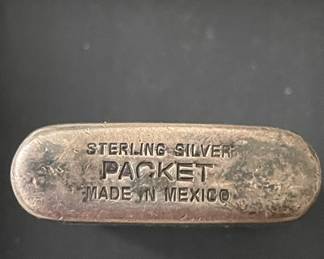 STERLING SILVER
PACKET
MADE IN MEXICO